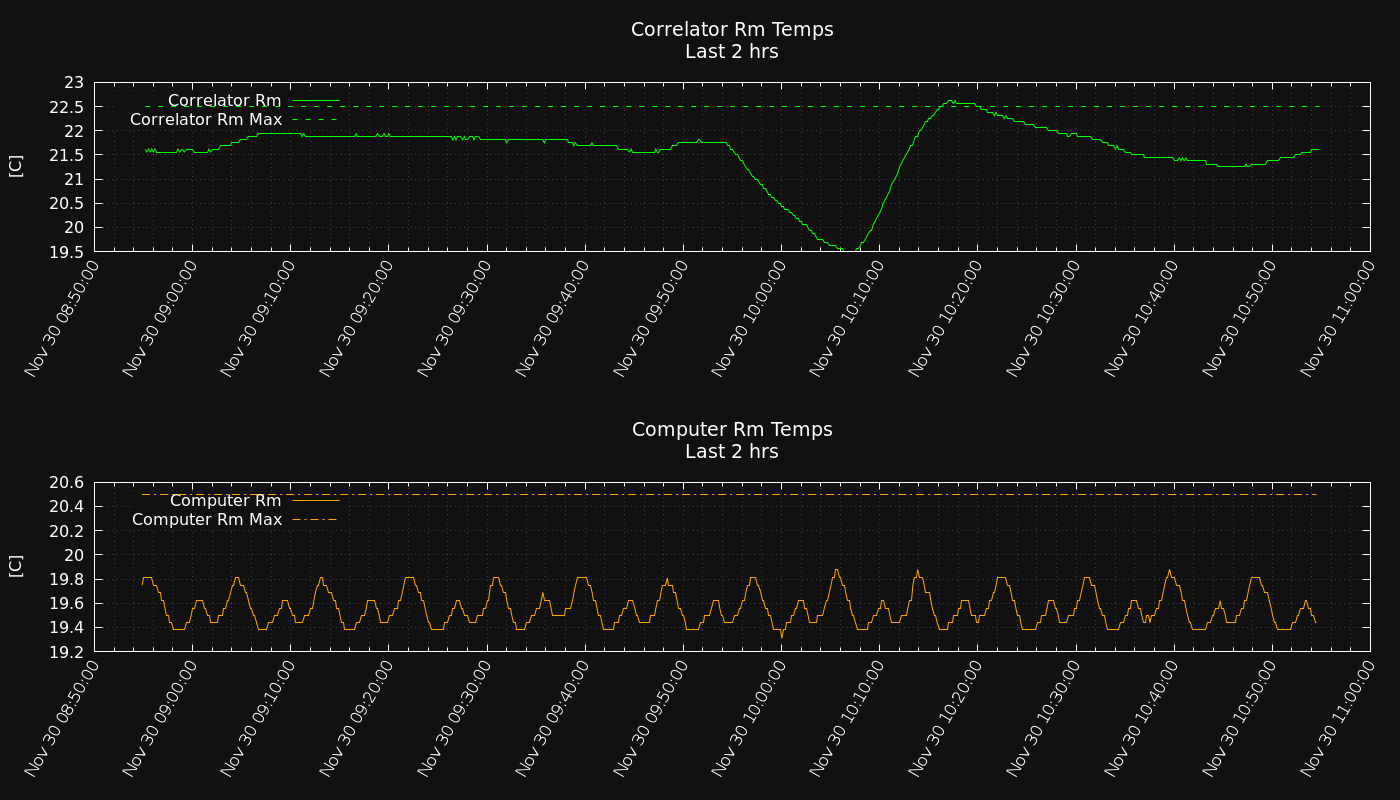 Correlator Rm Temps
Last 2 hrs
23
22.5
22
21.5
21
20.5
20
19.5
[C]
Correlator Rm
Correlator Rm Max
Nov 30 08:50:00
Nov 30 09:00:00
Nov 30 09:10:00
Nov 30 09:20:00
Nov 30 09:30:00
Nov 30 09:40:00
Nov 30 09:50:00
Nov 30 10:00:00
Nov 30 10:10:00
Nov 30 10:20:00
Nov 30 10:30:00
Nov 30 10:40:00
Nov 30 10:50:00
Nov 30 11:00:00
Computer Rm Temps
Last 2 hrs
20.6
20.4
20.2
20
19.8
19.6
19.4
19.2
[C]
Computer Rm
Computer Rm Max
Nov 30 08:50:00
Nov 30 09:00:00
Nov 30 09:10:00
Nov 30 09:20:00
Nov 30 09:30:00
Nov 30 09:40:00
Nov 30 09:50:00
Nov 30 10:00:00
Nov 30 10:10:00
Nov 30 10:20:00
Nov 30 10:30:00
Nov 30 10:40:00
Nov 30 10:50:00
Nov 30 11:00:00